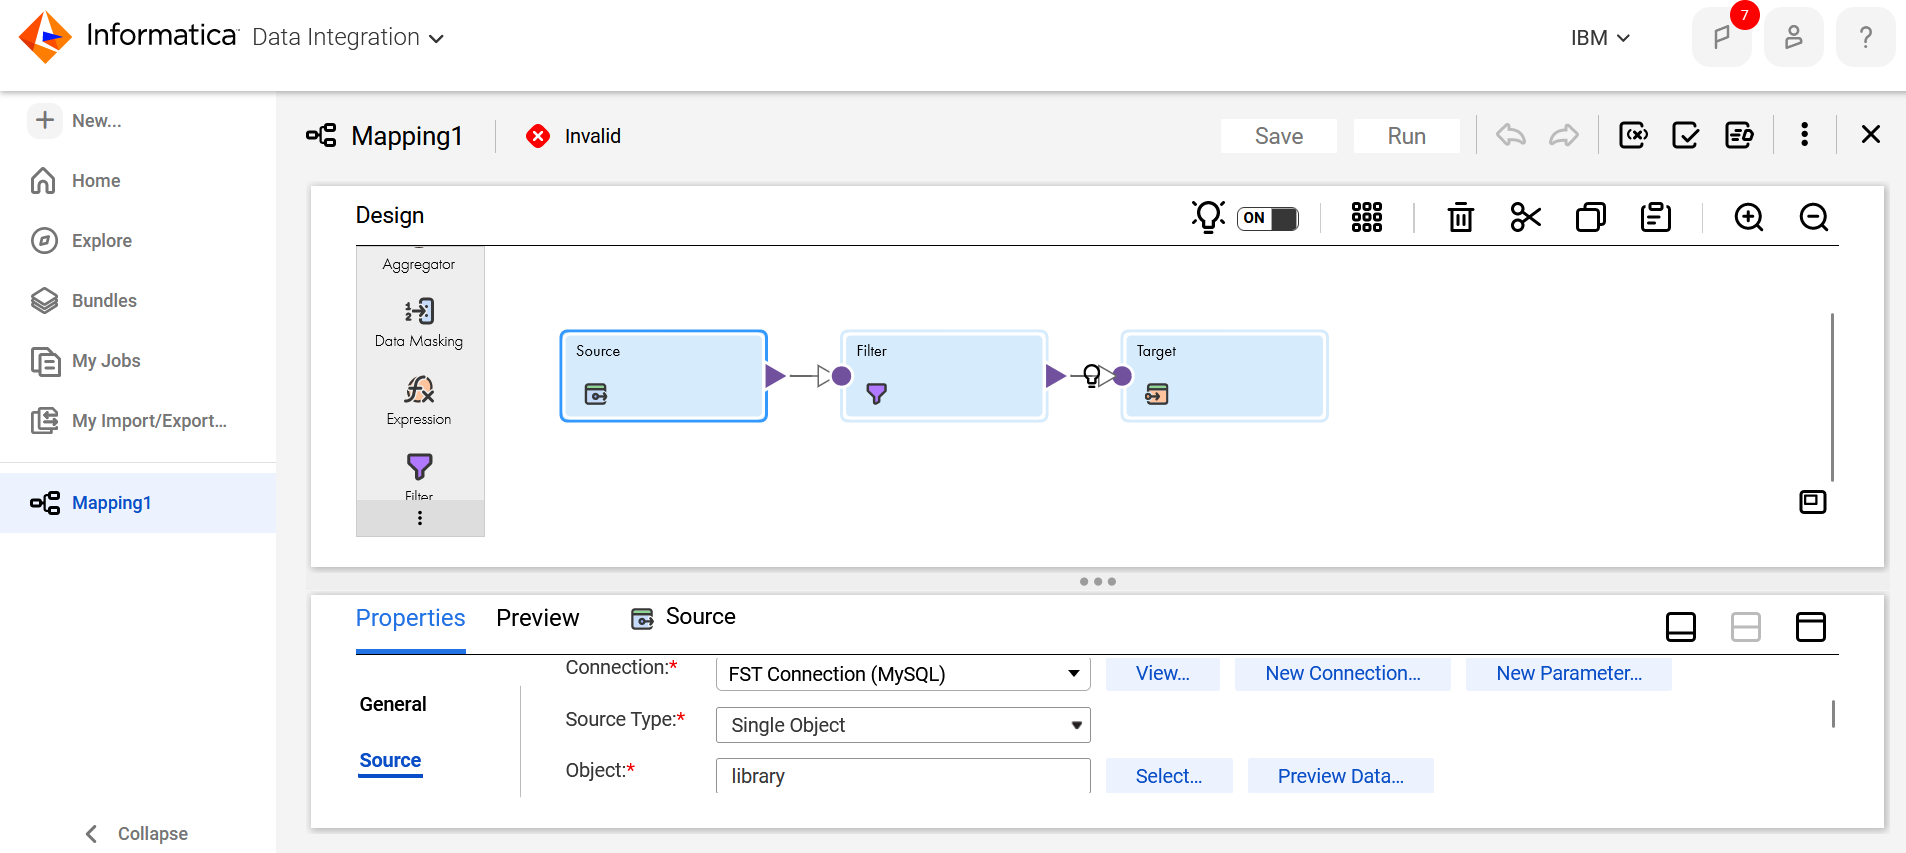 Informatica Data Integration
IBM
7
?
New...
Home
Explore
Bundles
My Jobs
My Import/Export...
Mapping1
Collapse
Mapping1
Invalid
Save
Run
Design
ON
Aggregator
Data Masking
Expression
Filter
Source
Filter
Target
Properties
Preview
Source
General
Source
Connection:*
FST Connection (MySQL)
View...
New Connection...
New Parameter...
Source Type:*
Single Object
Object:*
library
Select...
Preview Data...